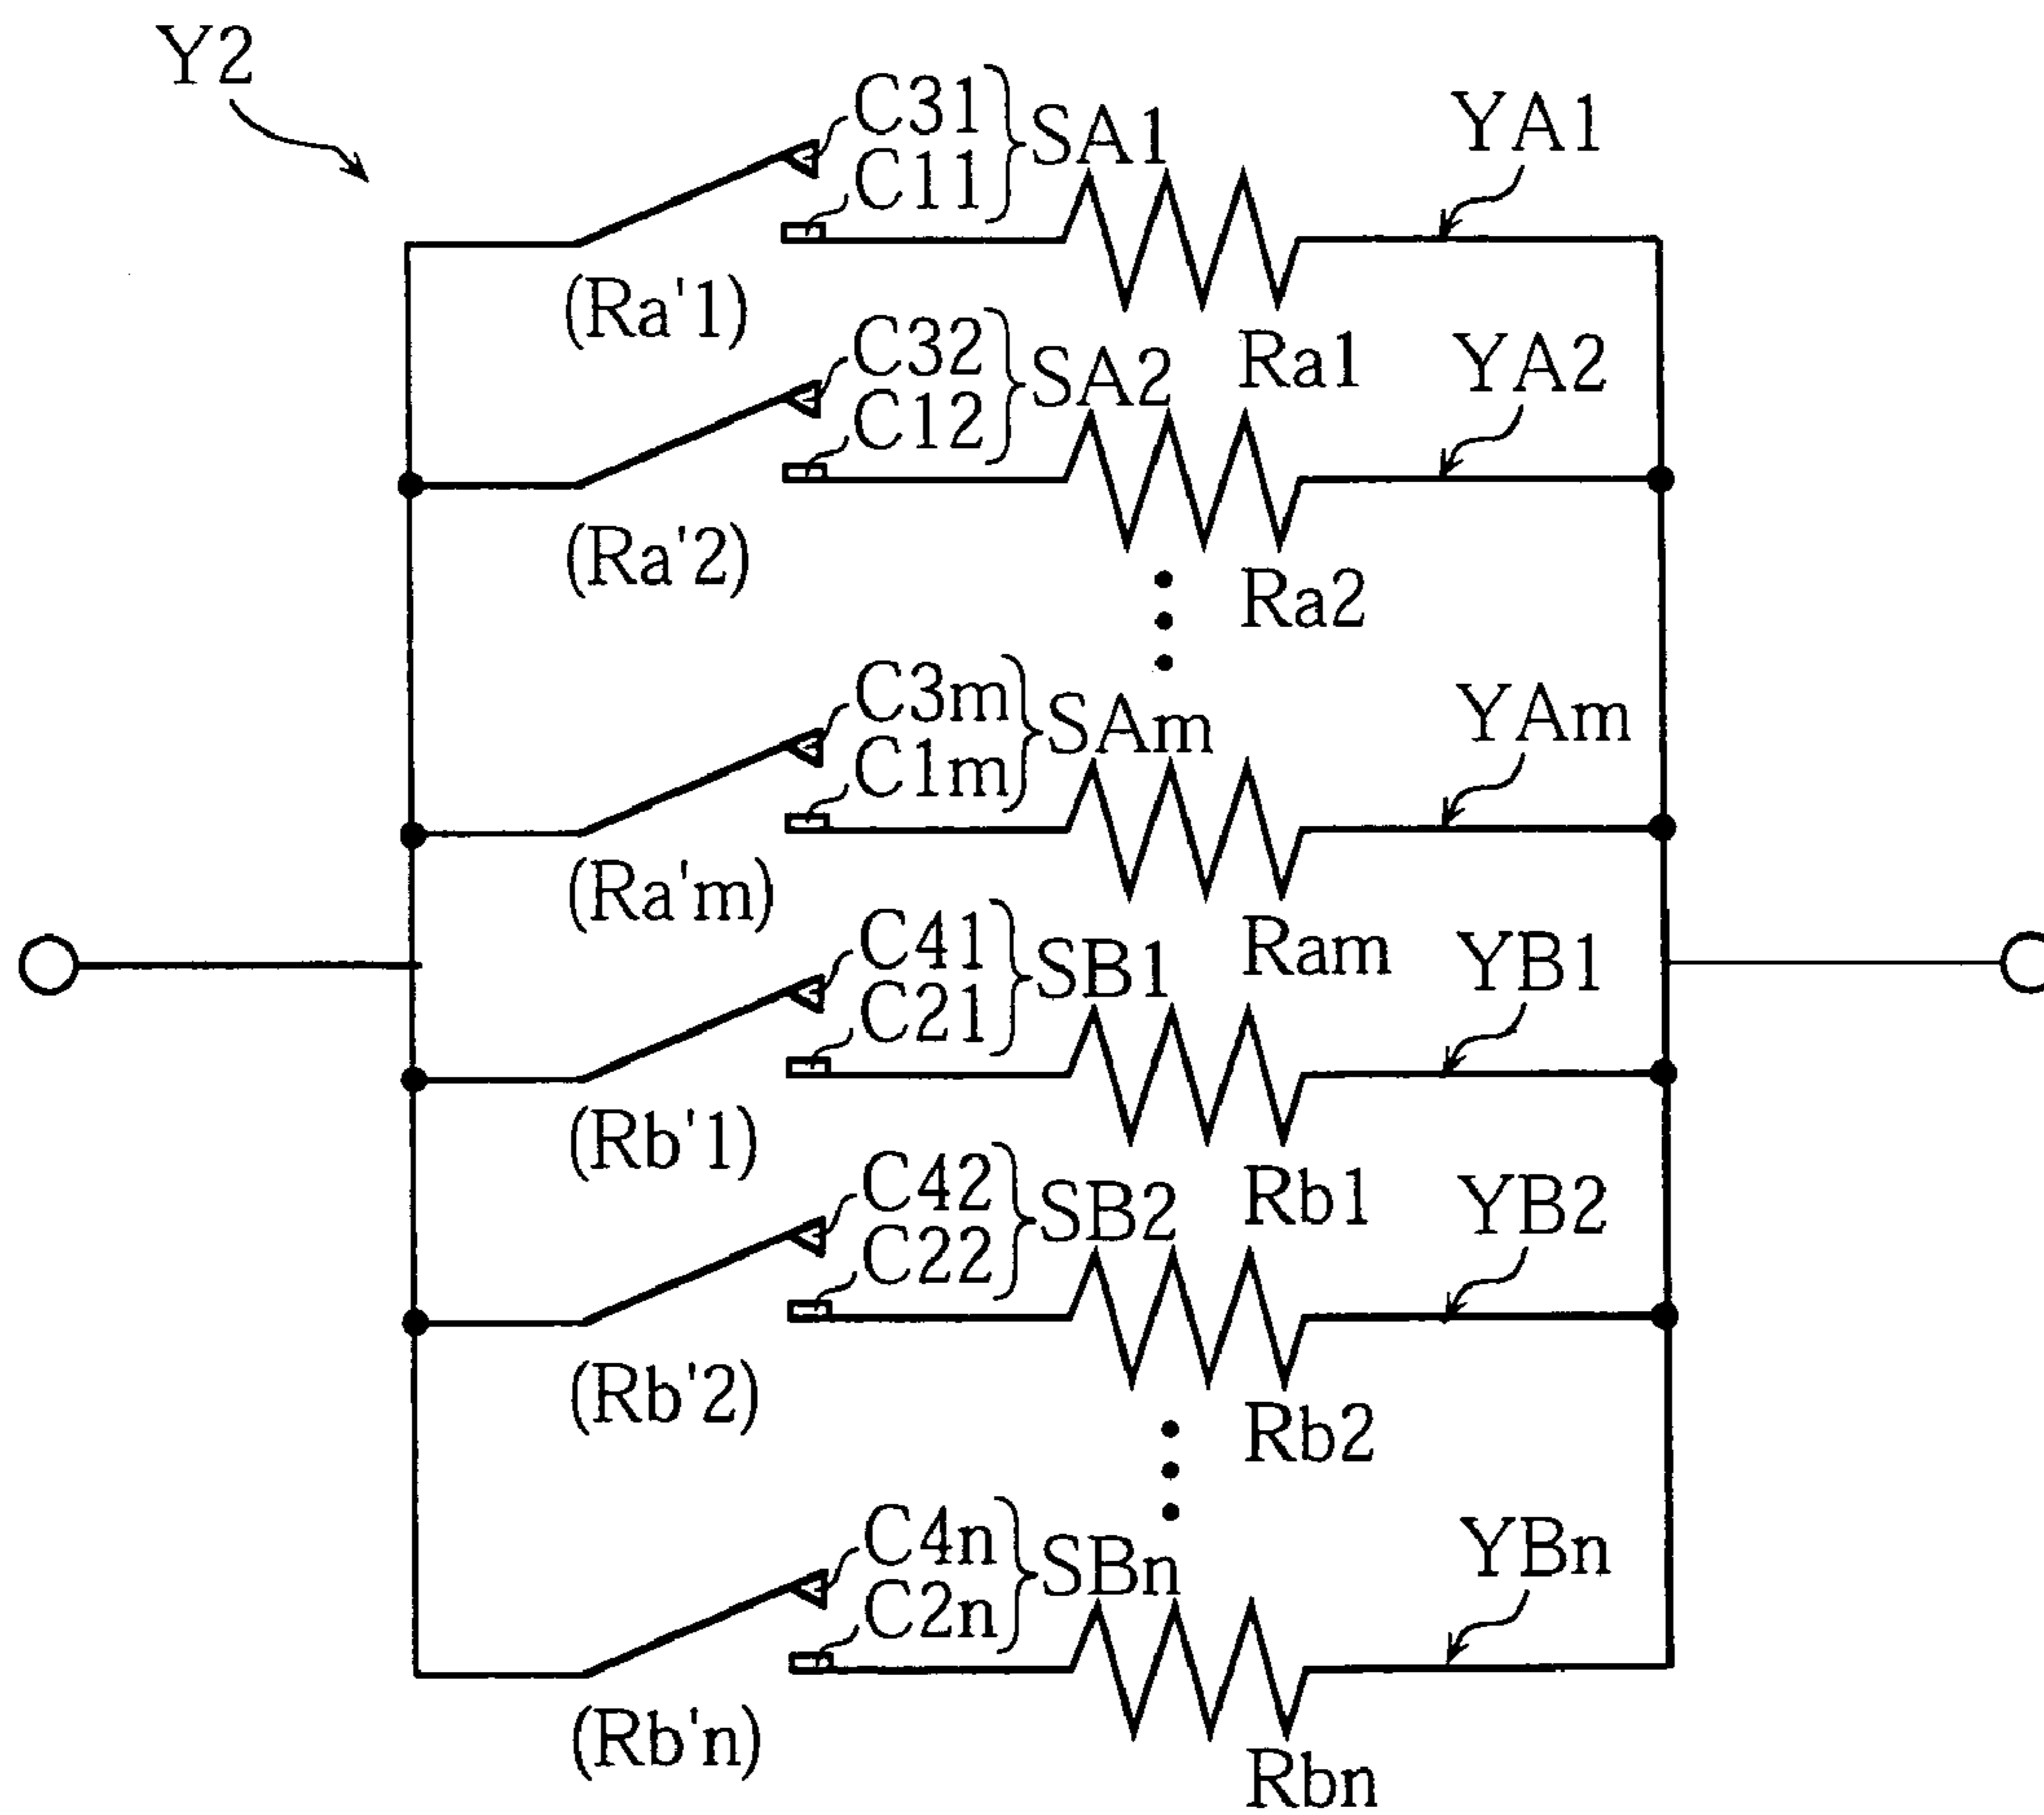 Y2
C31
C11
SA1
YA1
(Ra'1)
Ra1
C32
C12
SA2
YA2
(Ra'2)
Ra2
C3m
C1m
SAm
YAm
(Ra'm)
Ram
C41
C21
SB1
YB1
(Rb'1)
Rb1
C42
C22
SB2
YB2
(Rb'2)
Rb2
C4n
C2n
SBn
YBn
(Rb'n)
Rbn